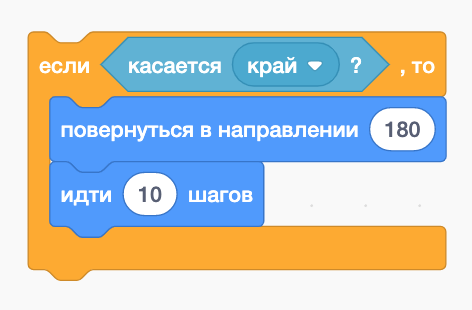 если касается край ? , то
повернуться в направлении 180
идти 10 шагов